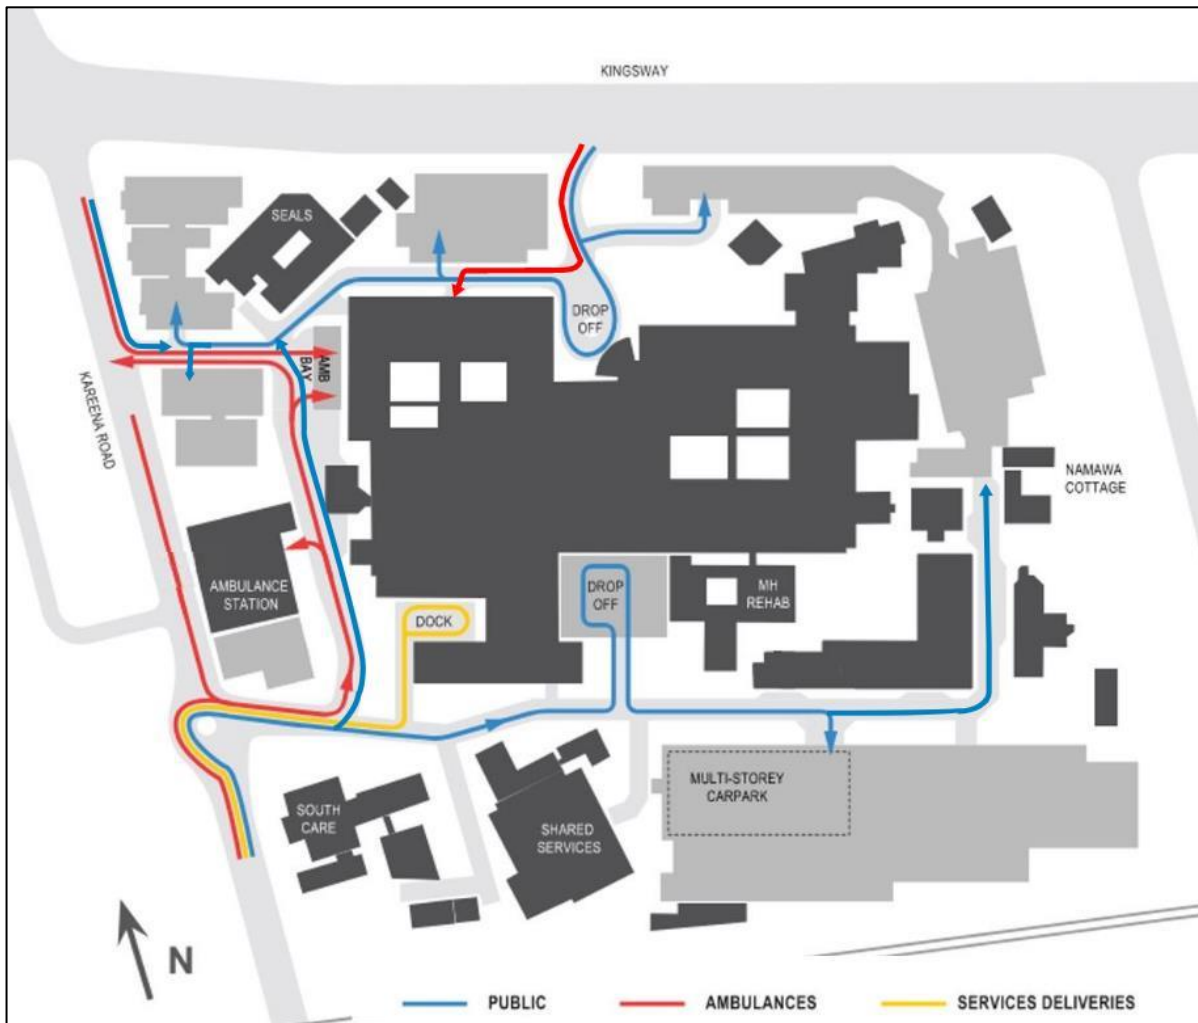 KINGSWAY
SEALS
DROP
OFF
AMB
BAY
KAREENA ROAD
NAMAWA
COTTAGE
AMBULANCE
STATION
DROP
OFF
MH
REHAB
DOCK
MULTI-STOREY
CARPARK
SOUTH
CARE
SHARED
SERVICES
N
PUBLIC
AMBULANCES
SERVICES DELIVERIES